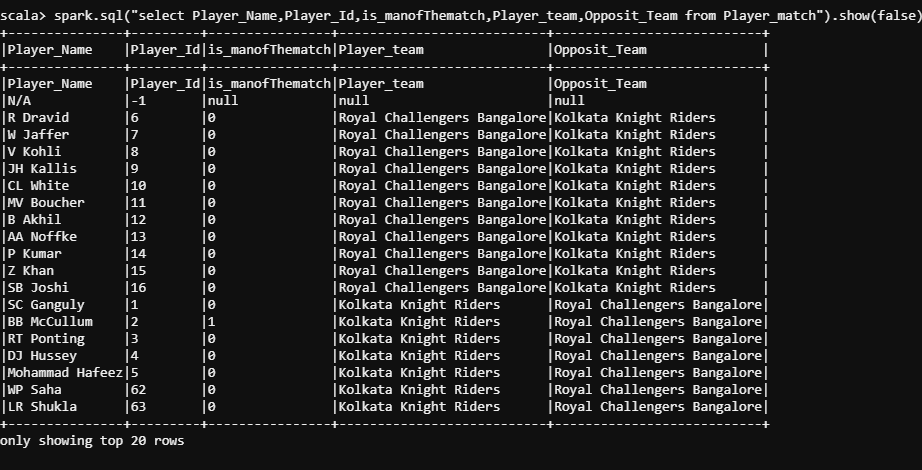 scala> spark.sql("select Player_Name,Player_Id,is_manofThematch,Player_team,Opposit_Team from Player_match").show(false)
+---------------+---------+----------------+---------------------------+---------------------------+
|Player_Name    |Player_Id|is_manofThematch|Player_team                |Opposit_Team               |
+---------------+---------+----------------+---------------------------+---------------------------+
|Player_Name    |Player_Id|is_manofThematch|Player_team                |Opposit_Team               |
|N/A            |-1       |null            |null                       |null                       |
|R Dravid       |6        |0               |Royal Challengers Bangalore|Kolkata Knight Riders      |
|W Jaffer       |7        |0               |Royal Challengers Bangalore|Kolkata Knight Riders      |
|V Kohli        |8        |0               |Royal Challengers Bangalore|Kolkata Knight Riders      |
|JH Kallis      |9        |0               |Royal Challengers Bangalore|Kolkata Knight Riders      |
|CL White       |10       |0               |Royal Challengers Bangalore|Kolkata Knight Riders      |
|MV Boucher     |11       |0               |Royal Challengers Bangalore|Kolkata Knight Riders      |
|B Akhil        |12       |0               |Royal Challengers Bangalore|Kolkata Knight Riders      |
|AA Noffke      |13       |0               |Royal Challengers Bangalore|Kolkata Knight Riders      |
|P Kumar        |14       |0               |Royal Challengers Bangalore|Kolkata Knight Riders      |
|Z Khan         |15       |0               |Royal Challengers Bangalore|Kolkata Knight Riders      |
|SB Joshi       |16       |0               |Royal Challengers Bangalore|Kolkata Knight Riders      |
|SC Ganguly     |1        |0               |Kolkata Knight Riders      |Royal Challengers Bangalore|
|BB McCullum    |2        |1               |Kolkata Knight Riders      |Royal Challengers Bangalore|
|RT Ponting     |3        |0               |Kolkata Knight Riders      |Royal Challengers Bangalore|
|DJ Hussey      |4        |0               |Kolkata Knight Riders      |Royal Challengers Bangalore|
|Mohammad Hafeez|5        |0               |Kolkata Knight Riders      |Royal Challengers Bangalore|
|WP Saha        |62       |0               |Kolkata Knight Riders      |Royal Challengers Bangalore|
|LR Shukla      |63       |0               |Kolkata Knight Riders      |Royal Challengers Bangalore|
+---------------+---------+----------------+---------------------------+---------------------------+
only showing top 20 rows